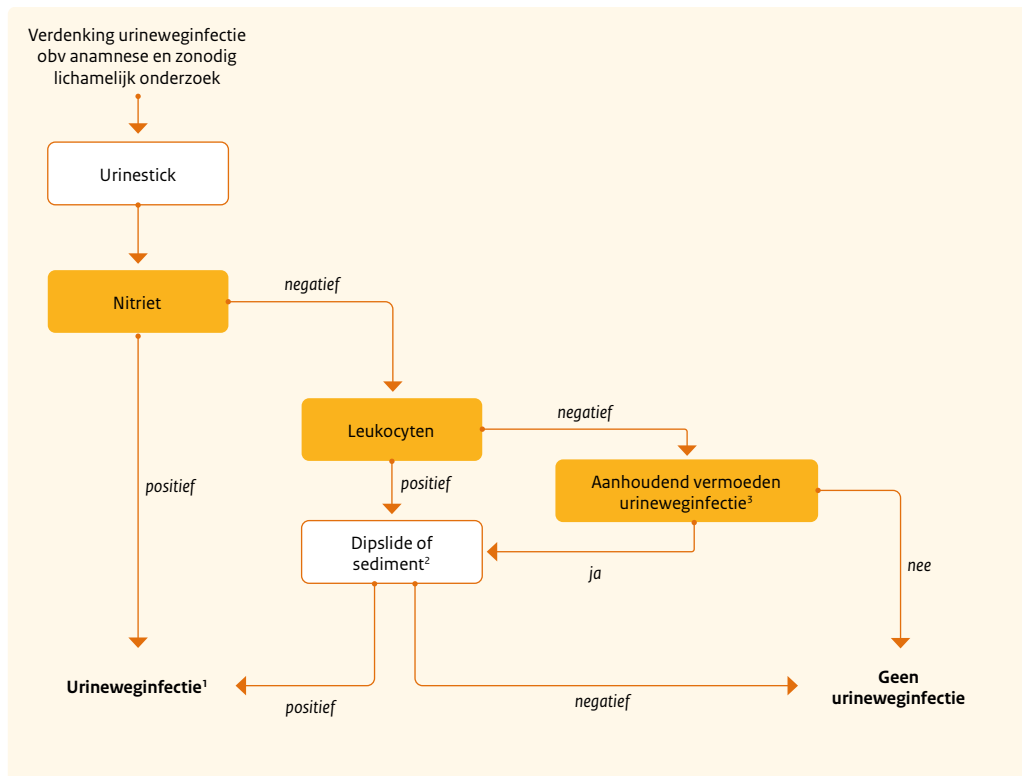 Verdenking urineweginfectie
obv anamnese en zonodig
lichamelijk onderzoek
Urinestick
Nitriet
negatief
Leukocyten
negatief
positief
positief
Aanhoudend vermoeden
urineweginfectie³
Dipslide of
sediment²
ja
nee
Urineweginfectie¹
positief
negatief
Geen
urineweginfectie